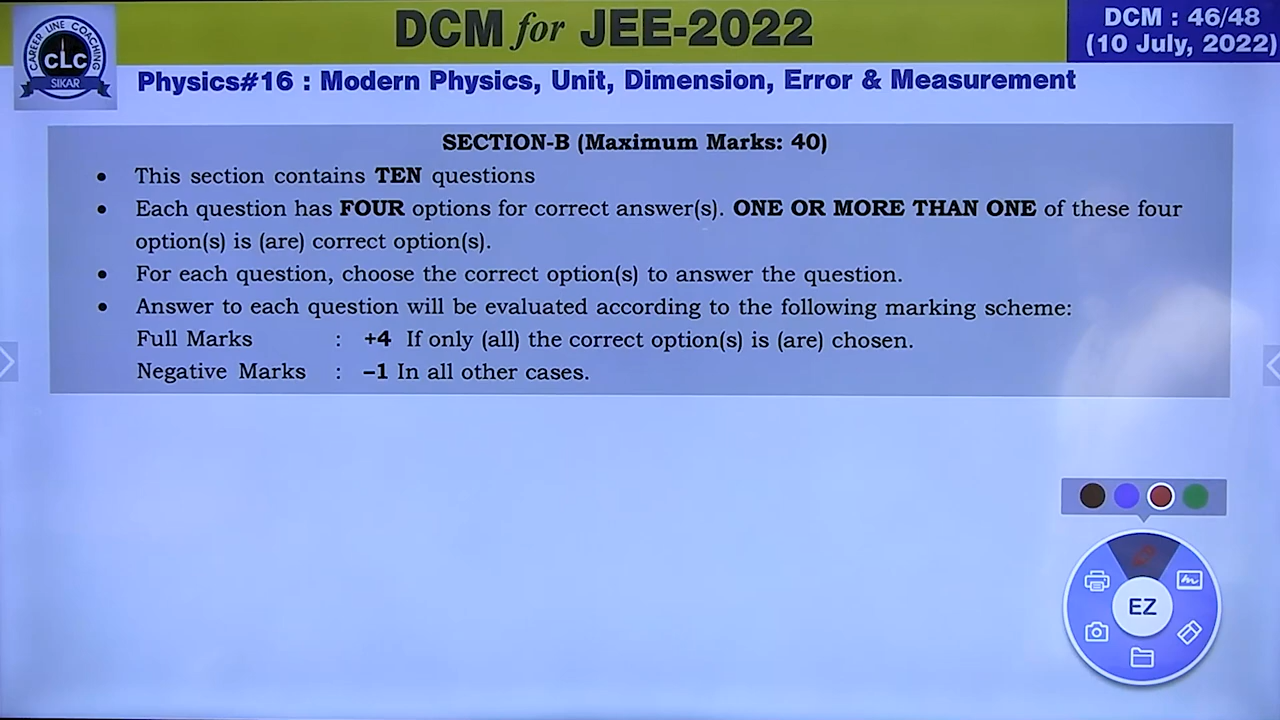 DCM for JEE-2022
DCM : 46/48
(10 July, 2022)
CAREER LINE COACHING
CLC
SIKAR
Physics#16 : Modern Physics, Unit, Dimension, Error & Measurement
SECTION-B (Maximum Marks: 40)
• This section contains TEN questions
• Each question has FOUR options for correct answer(s). ONE OR MORE THAN ONE of these four
option(s) is (are) correct option(s).
• For each question, choose the correct option(s) to answer the question.
• Answer to each question will be evaluated according to the following marking scheme:
Full Marks : +4 If only (all) the correct option(s) is (are) chosen.
Negative Marks : –1 In all other cases.
EZ